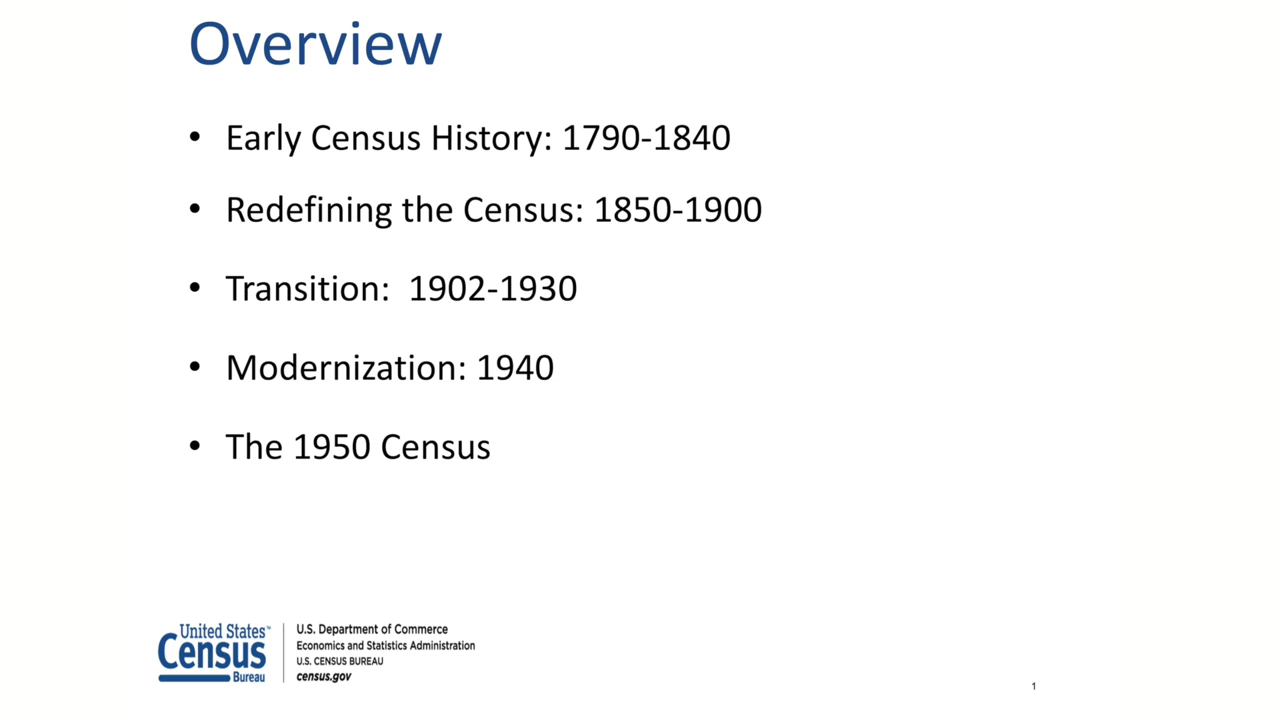 Overview
• Early Census History: 1790-1840
• Redefining the Census: 1850-1900
• Transition:  1902-1930
• Modernization: 1940
• The 1950 Census
United States™
Census
Bureau
U.S. Department of Commerce
Economics and Statistics Administration
U.S. CENSUS BUREAU
census.gov
1